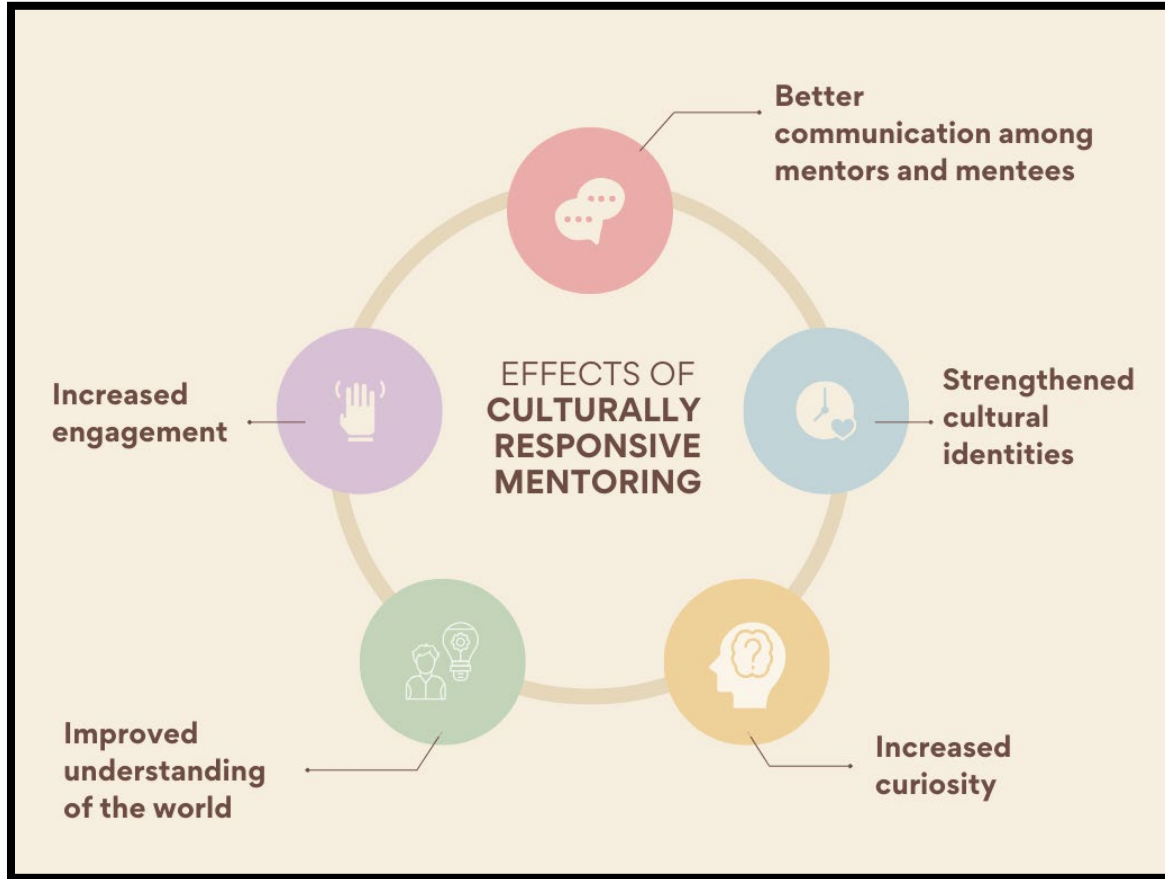 Better
communication among
mentors and mentees
EFFECTS OF
CULTURALLY
RESPONSIVE
MENTORING
Strengthened
cultural
identities
Increased
curiosity
Improved
understanding
of the world
Increased
engagement